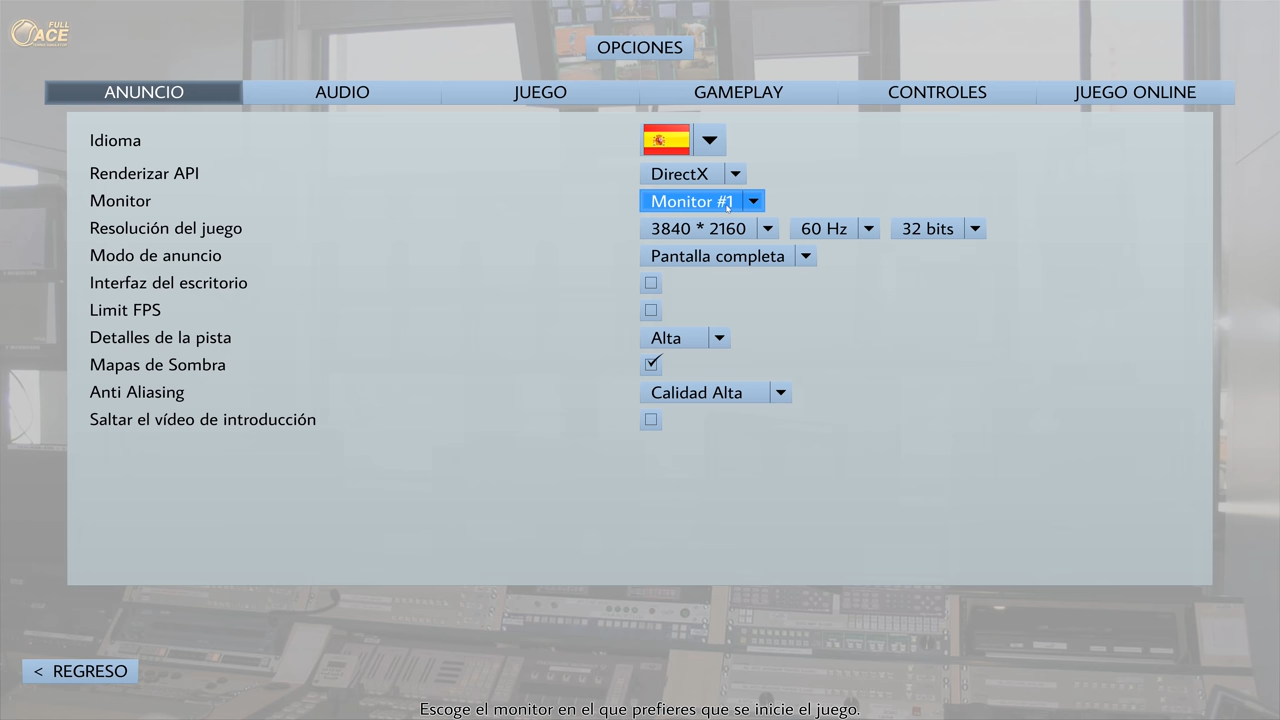 FULL
ACE
OPCIONES
ANUNCIO AUDIO JUEGO GAMEPLAY CONTROLES JUEGO ONLINE
Idioma
Renderizar API DirectX
Monitor Monitor #1
Resolución del juego 3840 * 2160 60 Hz 32 bits
Modo de anuncio Pantalla completa
Interfaz del escritorio
Limit FPS
Detalles de la pista Alta
Mapas de Sombra
Anti Aliasing Calidad Alta
Saltar el vídeo de introducción
< REGRESO
Escoge el monitor en el que prefieres que se inicie el juego.